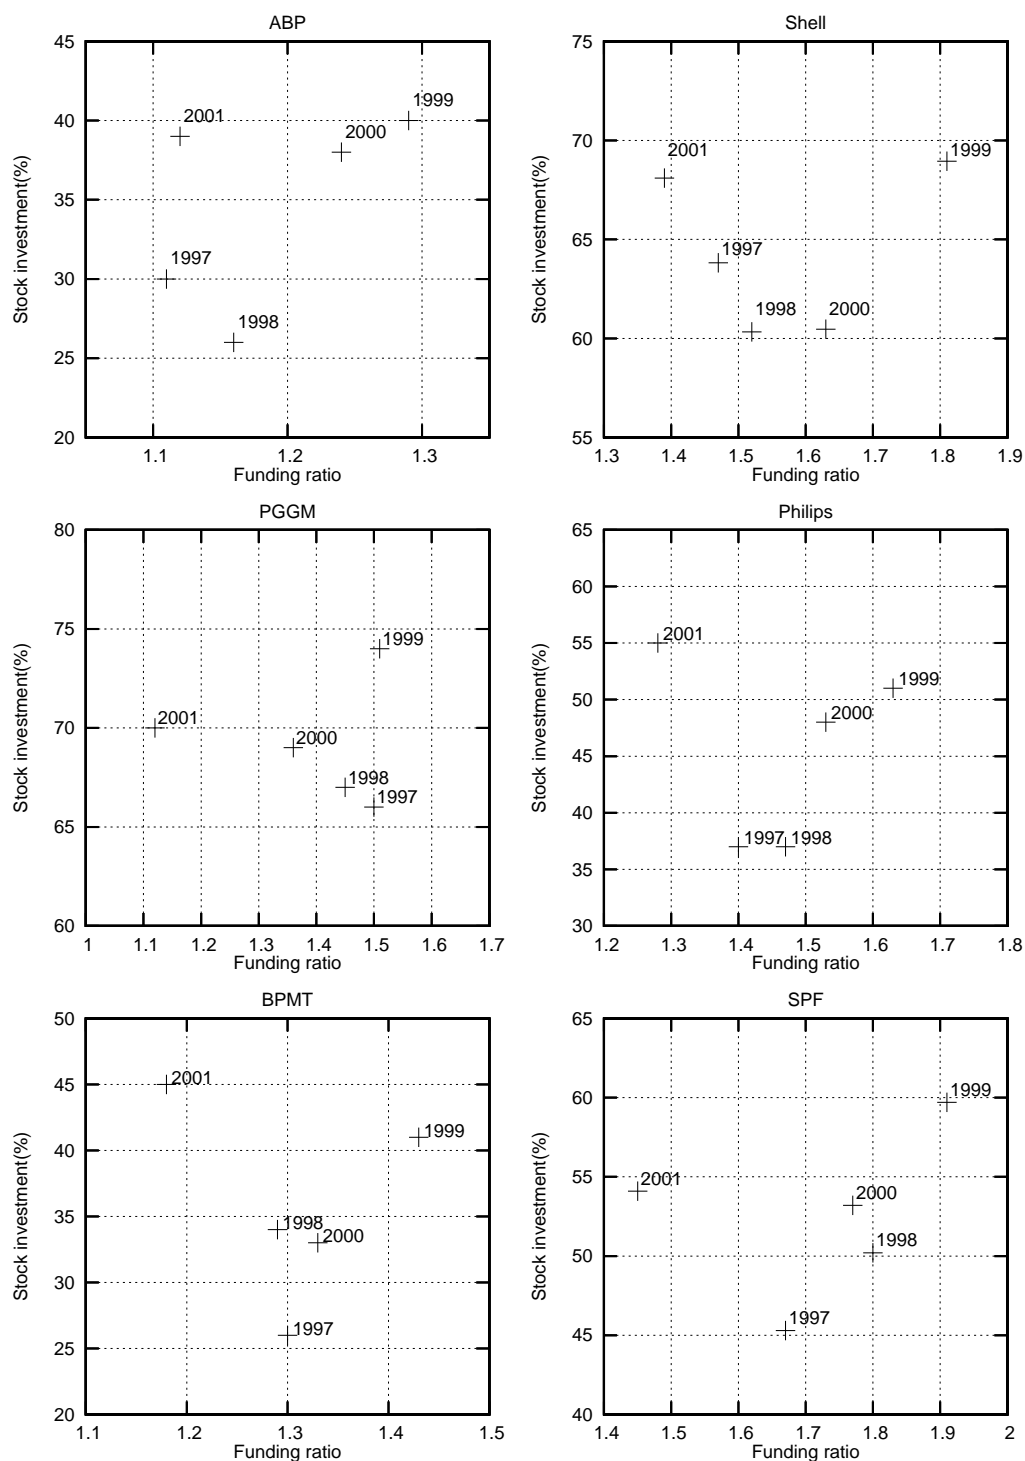 ABP
45
40
35
30
25
20
Stock investment(%)
2001
1999
2000
1997
1998
1.1 1.2 1.3
Funding ratio
Shell
75
70
65
60
55
Stock investment(%)
2001
1999
1997
1998
2000
1.3 1.4 1.5 1.6 1.7 1.8 1.9
Funding ratio
PGGM
80
75
70
65
60
Stock investment(%)
1999
2001
2000
1998
1997
1 1.1 1.2 1.3 1.4 1.5 1.6 1.7
Funding ratio
Philips
65
60
55
50
45
40
35
30
Stock investment(%)
2001
1999
2000
1997
1998
1.2 1.3 1.4 1.5 1.6 1.7 1.8
Funding ratio
BPMT
50
45
40
35
30
25
20
Stock investment(%)
2001
1999
1998
2000
1997
1.1 1.2 1.3 1.4 1.5
Funding ratio
SPF
65
60
55
50
45
40
Stock investment(%)
1999
2001
2000
1998
1997
1.4 1.5 1.6 1.7 1.8 1.9 2
Funding ratio